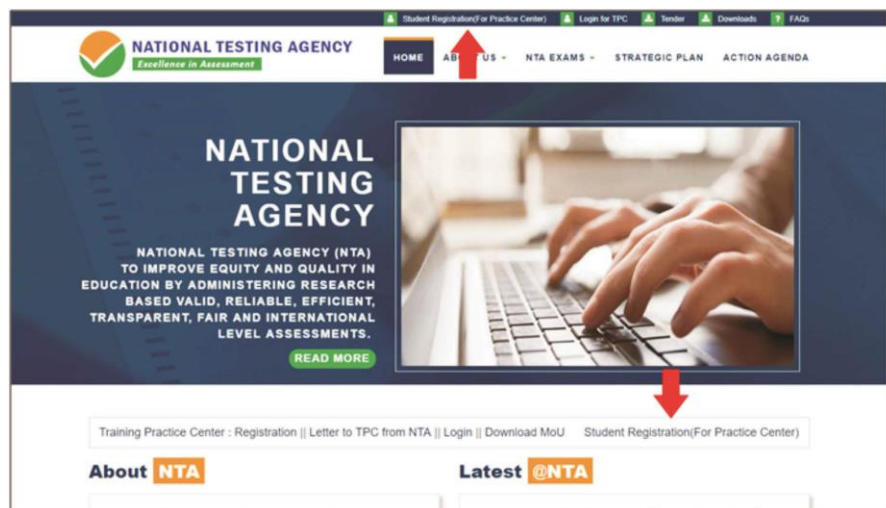 Student Registration(For Practice Center) Login for TPC Tender Downloads ? FAQs
NATIONAL TESTING AGENCY
Excellence in Assessment
HOME ABOUT US NTA EXAMS STRATEGIC PLAN ACTION AGENDA
NATIONAL
TESTING
AGENCY
NATIONAL TESTING AGENCY (NTA)
TO IMPROVE EQUITY AND QUALITY IN
EDUCATION BY ADMINISTERING RESEARCH
BASED VALID, RELIABLE, EFFICIENT,
TRANSPARENT, FAIR AND INTERNATIONAL
LEVEL ASSESSMENTS.
READ MORE
Training Practice Center : Registration || Letter to TPC from NTA || Login || Download MoU Student Registration(For Practice Center)
About NTA
Latest @NTA